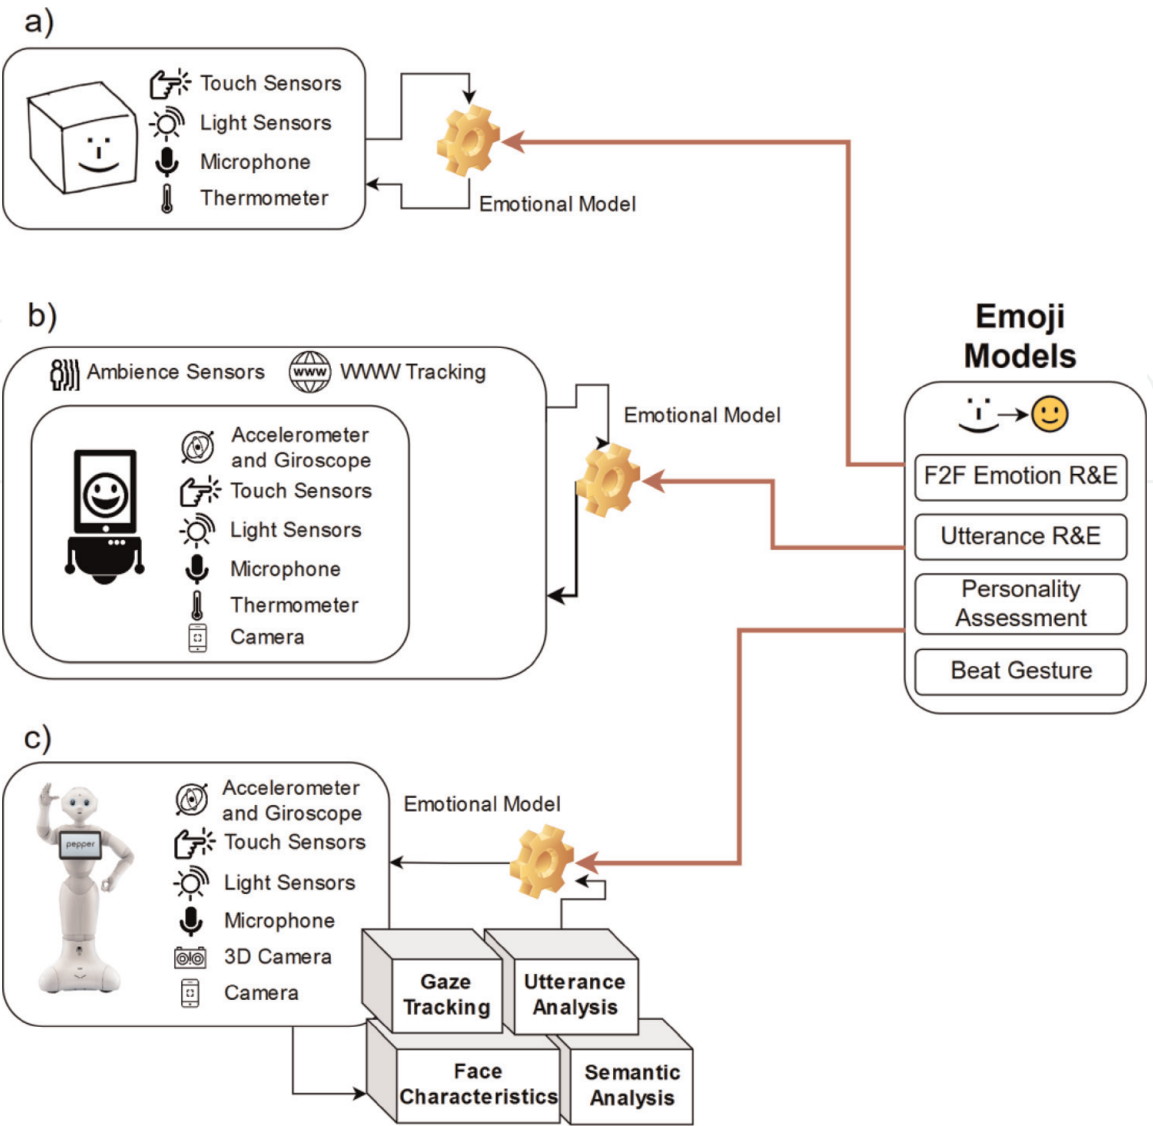 a)
Touch Sensors
Light Sensors
Microphone
Thermometer
Emotional Model
b)
Ambience Sensors
www
WWW Tracking
Accelerometer
and Giroscope
Touch Sensors
Light Sensors
Microphone
Thermometer
Camera
Emotional Model
Emoji
Models
F2F Emotion R&E
Utterance R&E
Personality
Assessment
Beat Gesture
c)
pepper
Accelerometer
and Giroscope
Touch Sensors
Light Sensors
Microphone
3D Camera
Camera
Emotional Model
Gaze
Tracking
Utterance
Analysis
Face
Characteristics
Semantic
Analysis